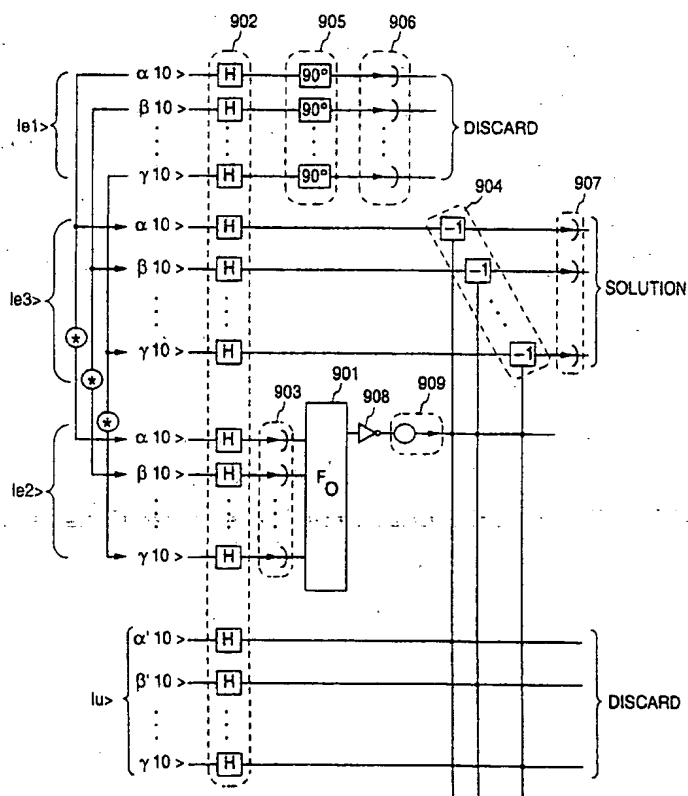 902 905 906
α 10 > H 90°
β 10 > H 90°
|e1> DISCARD
γ 10 > H 90°
904 907
α 10 > H -1
β 10 > H -1
|e3> SOLUTION
γ 10 > H -1
*
901
*
903 908 909
*
α 10 > H
β 10 > H
|e2> F0
γ 10 > H
α' 10 > H
β' 10 > H
|u> DISCARD
γ 10 > H